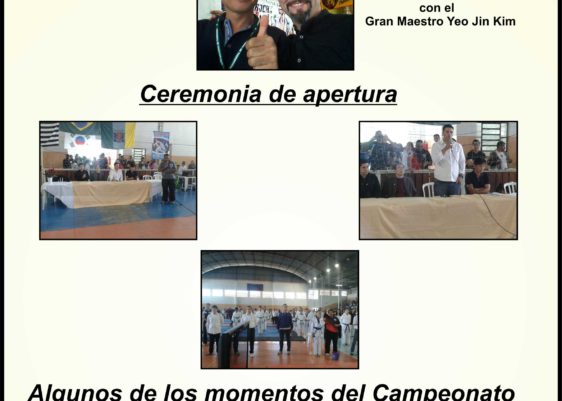 con el
Gran Maestro Yeo Jin Kim
Ceremonia de apertura
Algunos de los momentos del Campeonato